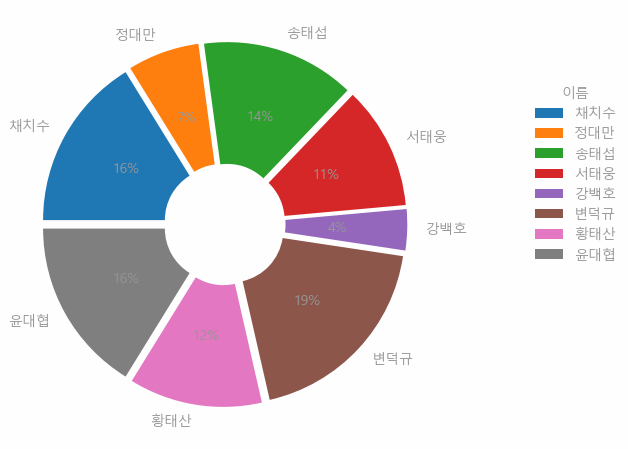 정대만
송태섭
채치수
서태웅
강백호
윤대협
변덕규
황태산
7%
14%
16%
11%
4%
16%
19%
12%
이름
채치수
정대만
송태섭
서태웅
강백호
변덕규
황태산
윤대협